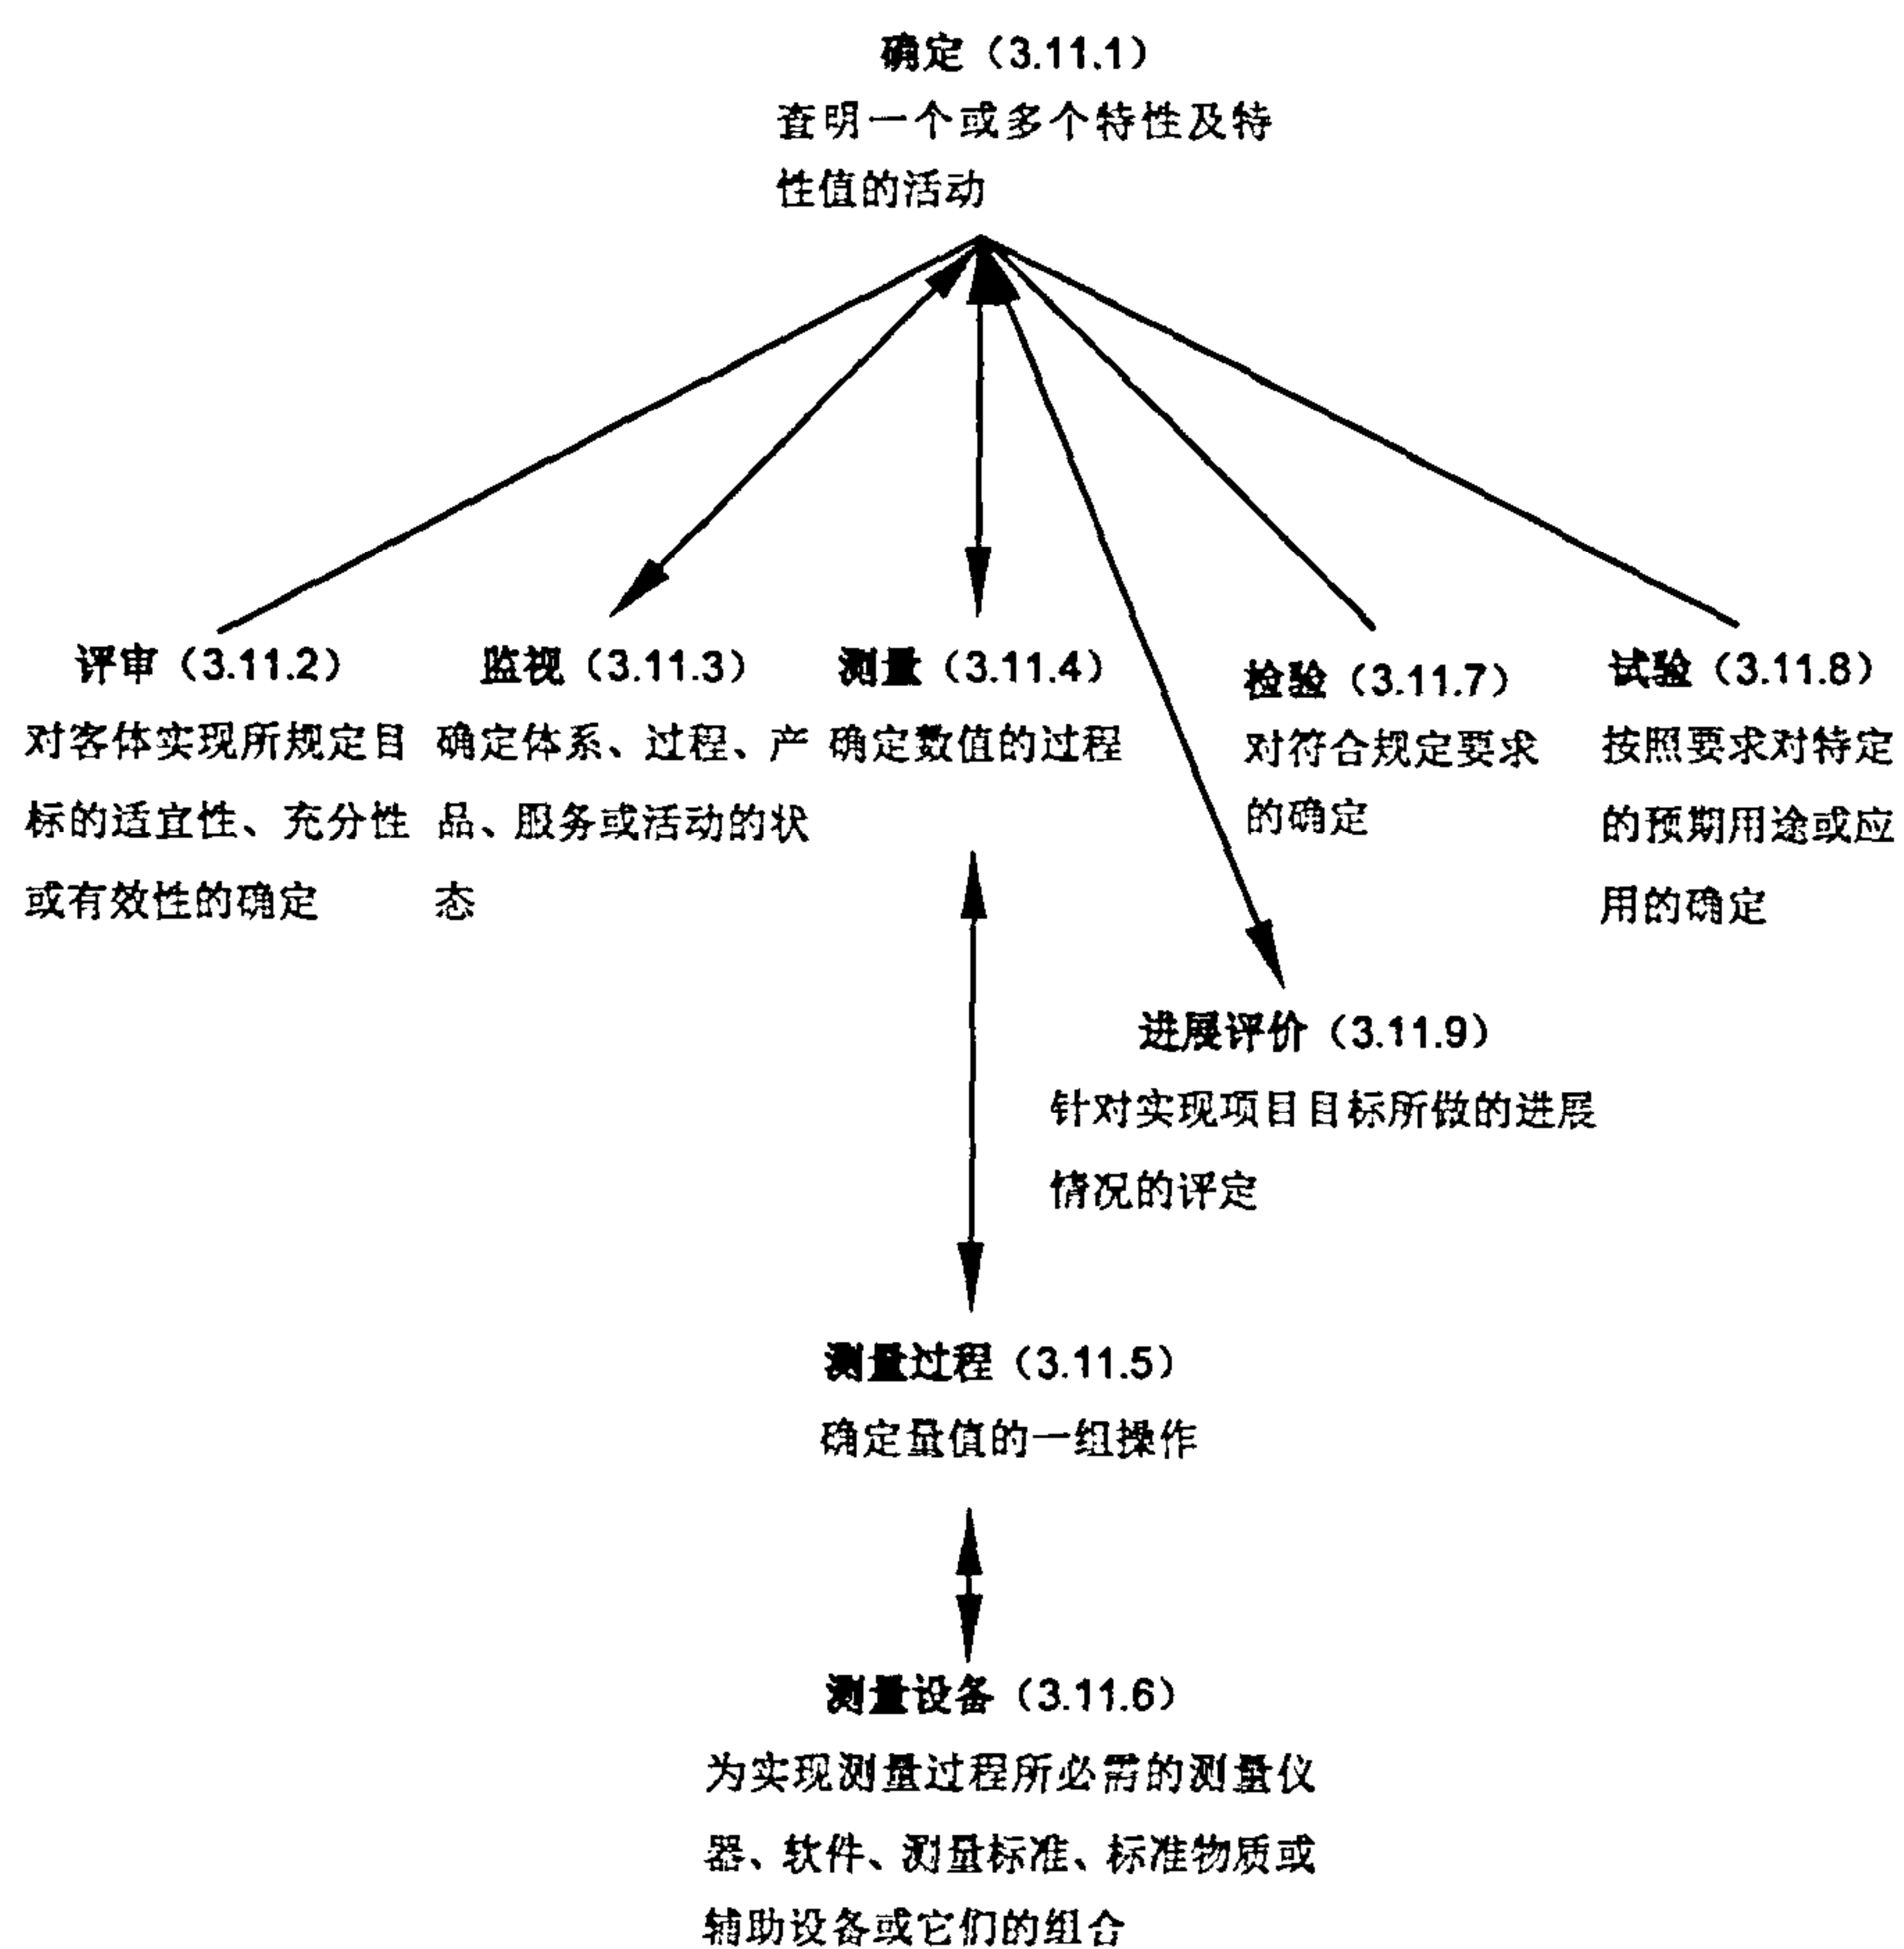 确定（3.11.1）
查明一个或多个特性及特
性值的活动
评审（3.11.2）
对客体实现所规定目
标的适宜性、充分性
或有效性的确定
监视（3.11.3）
确定体系、过程、产
品、服务或活动的状
态
测量（3.11.4）
确定数值的过程
检验（3.11.7）
对符合规定要求
的确定
试验（3.11.8）
按照要求对特定
的预期用途或应
用的确定
进展评价（3.11.9）
针对实现项目目标所做的进展
情况的评定
测量过程（3.11.5）
确定量值的一组操作
测量设备（3.11.6）
为实现测量过程所必需的测量仪
器、软件、测量标准、标准物质或
辅助设备或它们的组合